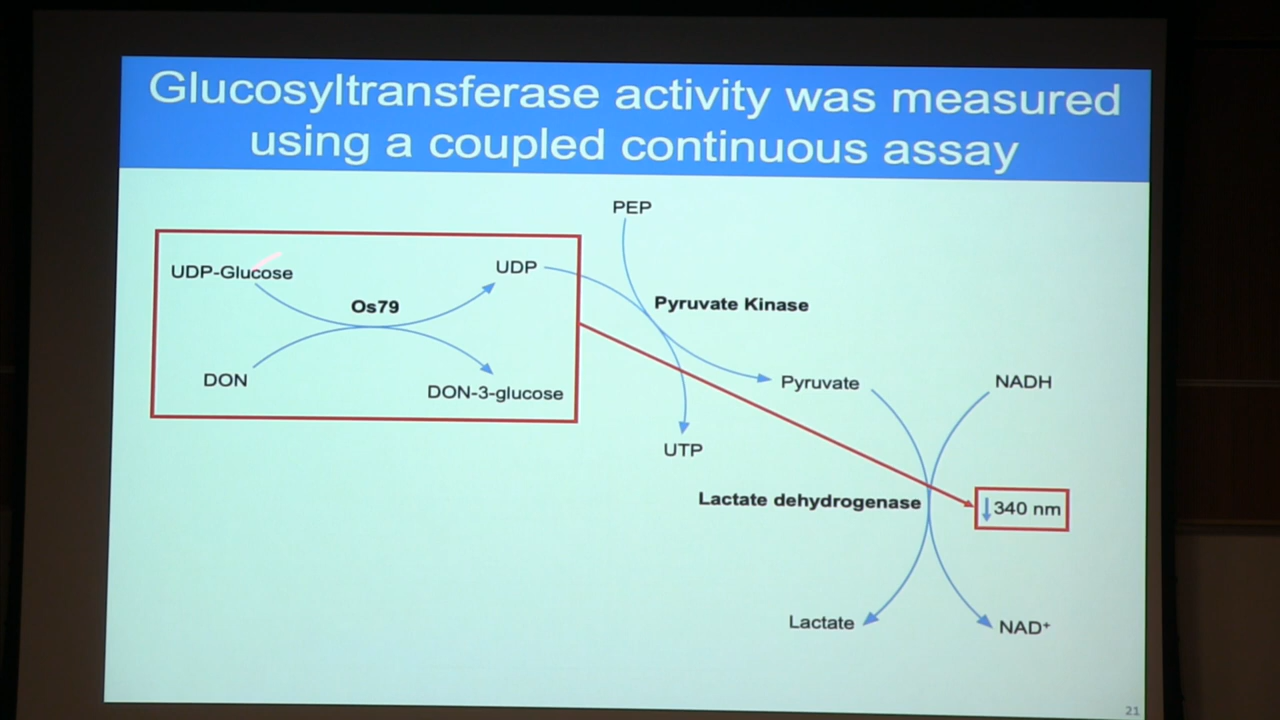 Glucosyltransferase activity was measured
using a coupled continuous assay
PEP
UDP-Glucose
UDP
Os79
Pyruvate Kinase
DON
DON-3-glucose
Pyruvate
NADH
UTP
Lactate dehydrogenase
↓340 nm
Lactate
NAD⁺
21